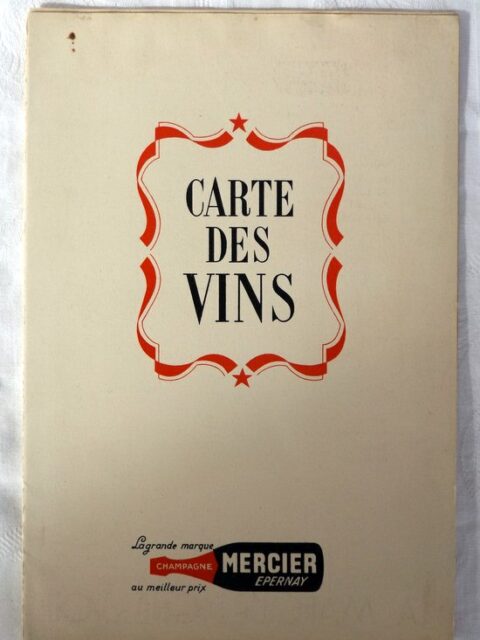 CARTE
DES
VINS
La grande marque
CHAMPAGNE MERCIER
EPERNAY
au meilleur prix